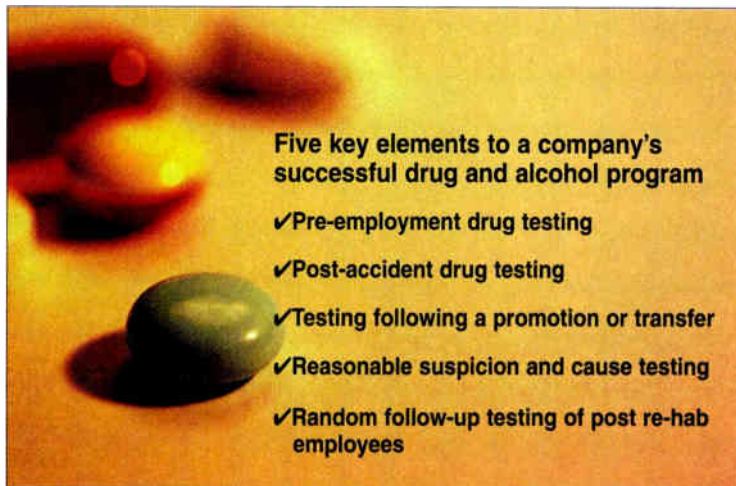 Five key elements to a company's
successful drug and alcohol program
✔Pre-employment drug testing
✔Post-accident drug testing
✔Testing following a promotion or transfer
✔Reasonable suspicion and cause testing
✔Random follow-up testing of post re-hab
employees